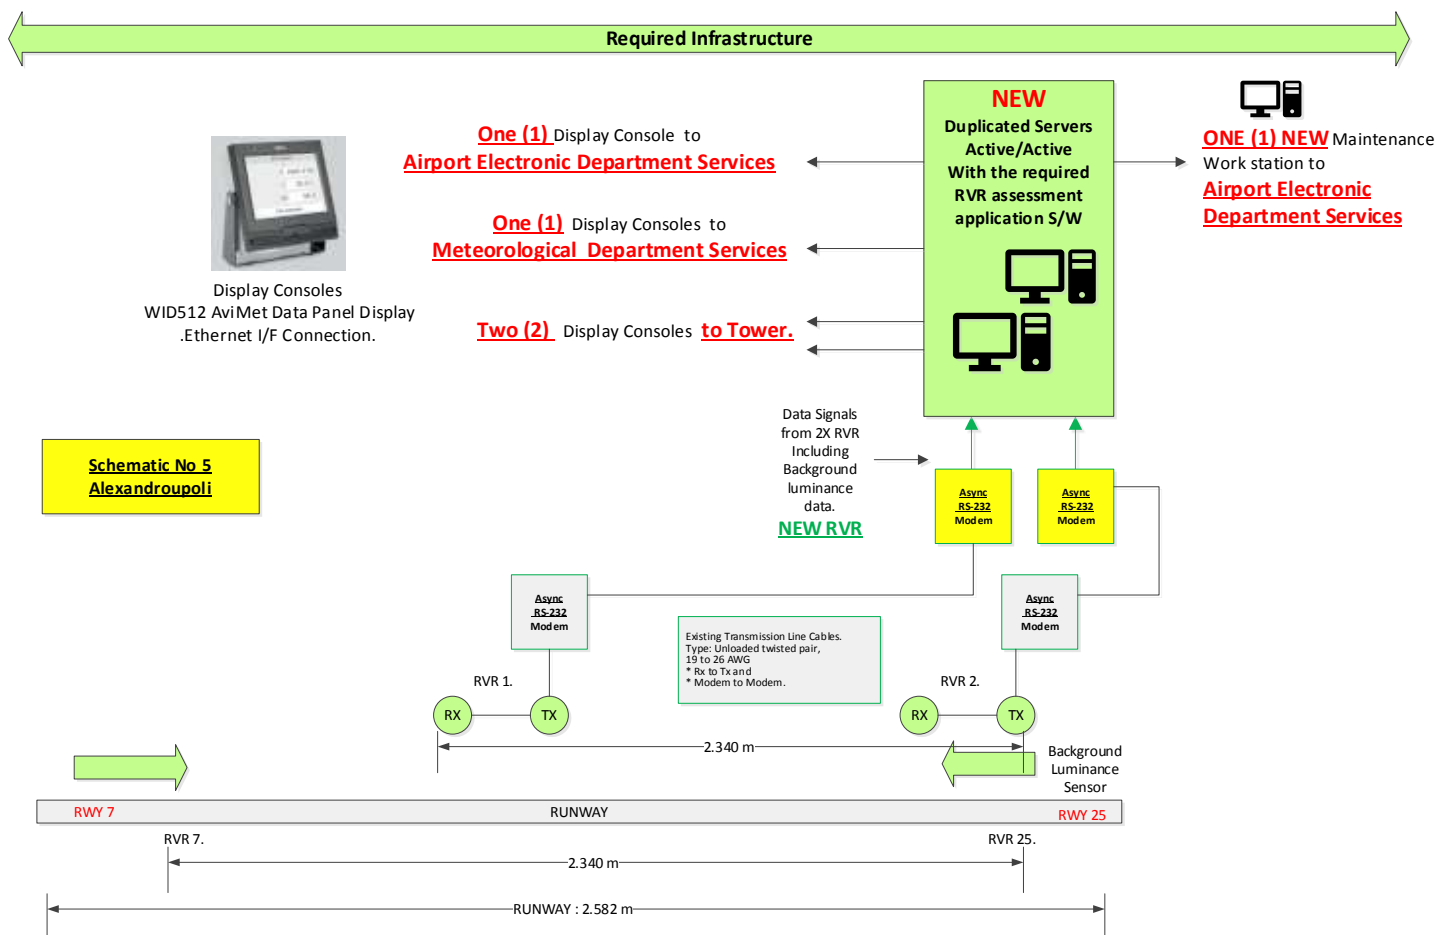 Required Infrastructure
NEW
Duplicated Servers
Active/Active
With the required
RVR assessment
application S/W
One (1) Display Console to
Airport Electronic Department Services
One (1) Display Consoles to
Meteorological Department Services
Two (2) Display Consoles to Tower.
ONE (1) NEW Maintenance
Work station to
Airport Electronic
Department Services
Display Consoles
WID512 AviMet Data Panel Display
.Ethernet I/F Connection.
Schematic No 5
Alexandroupoli
Data Signals
from 2X RVR
Including
Background
luminance
data.
NEW RVR
Async
RS-232
Modem
Async
RS-232
Modem
Async
RS-232
Modem
Async
RS-232
Modem
Existing Transmission Line Cables.
Type: Unloaded twisted pair,
19 to 26 AWG
* Rx to Tx and
* Modem to Modem.
RVR 1.
RX
TX
RVR 2.
RX
TX
2.340 m
Background
Luminance
Sensor
RWY 7
RUNWAY
RWY 25
RVR 7.
RVR 25.
2.340 m
RUNWAY : 2.582 m